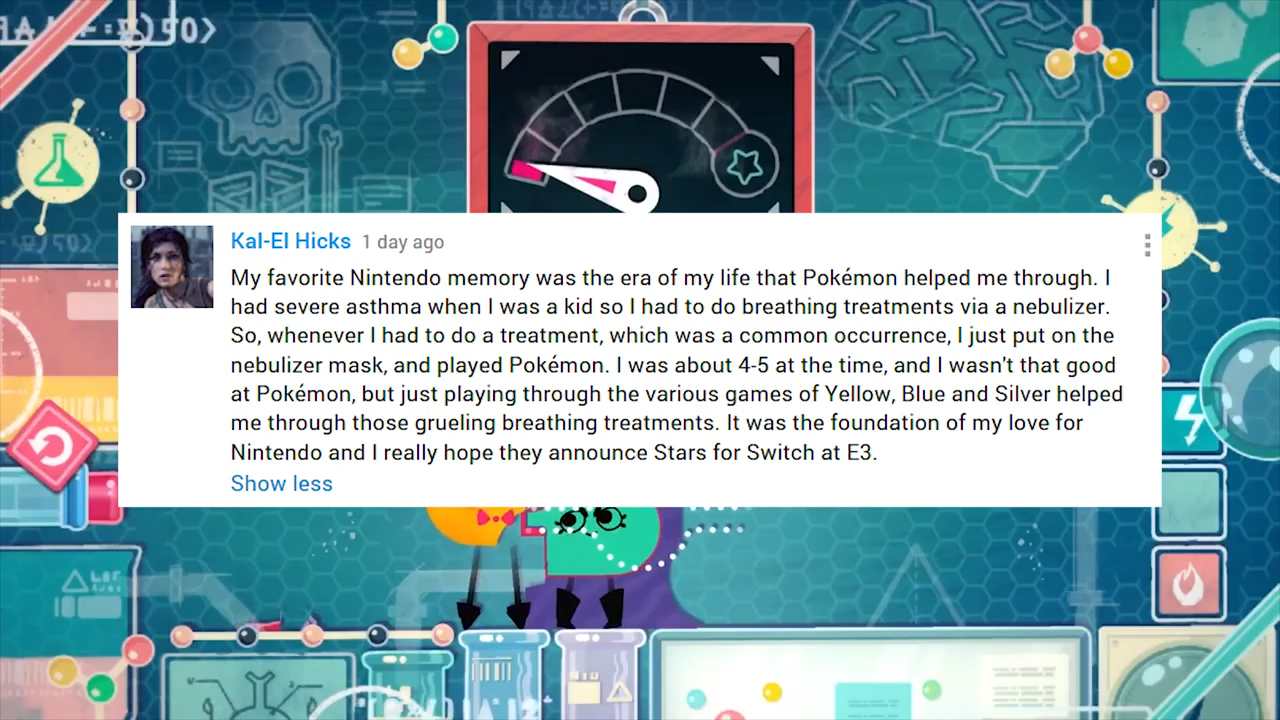 Kal-El Hicks 1 day ago
My favorite Nintendo memory was the era of my life that Pokémon helped me through. I
had severe asthma when I was a kid so I had to do breathing treatments via a nebulizer.
So, whenever I had to do a treatment, which was a common occurrence, I just put on the
nebulizer mask, and played Pokémon. I was about 4-5 at the time, and I wasn't that good
at Pokémon, but just playing through the various games of Yellow, Blue and Silver helped
me through those grueling breathing treatments. It was the foundation of my love for
Nintendo and I really hope they announce Stars for Switch at E3.
Show less